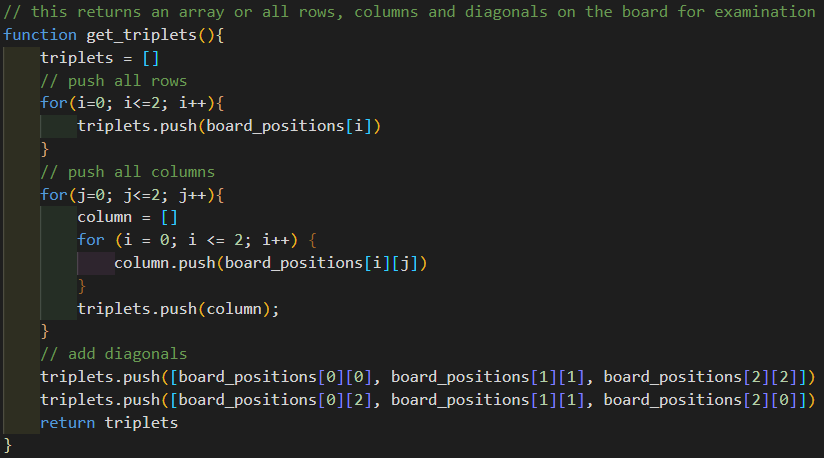 // this returns an array or all rows, columns and diagonals on the board for examination
function get_triplets(){
    triplets = []
    // push all rows
    for(i=0; i<=2; i++){
        triplets.push(board_positions[i])
    }
    // push all columns
    for(j=0; j<=2; j++){
        column = []
        for (i = 0; i <= 2; i++) {
            column.push(board_positions[i][j])
        }
        triplets.push(column);
    }
    // add diagonals
    triplets.push([board_positions[0][0], board_positions[1][1], board_positions[2][2]])
    triplets.push([board_positions[0][2], board_positions[1][1], board_positions[2][0]])
    return triplets
}